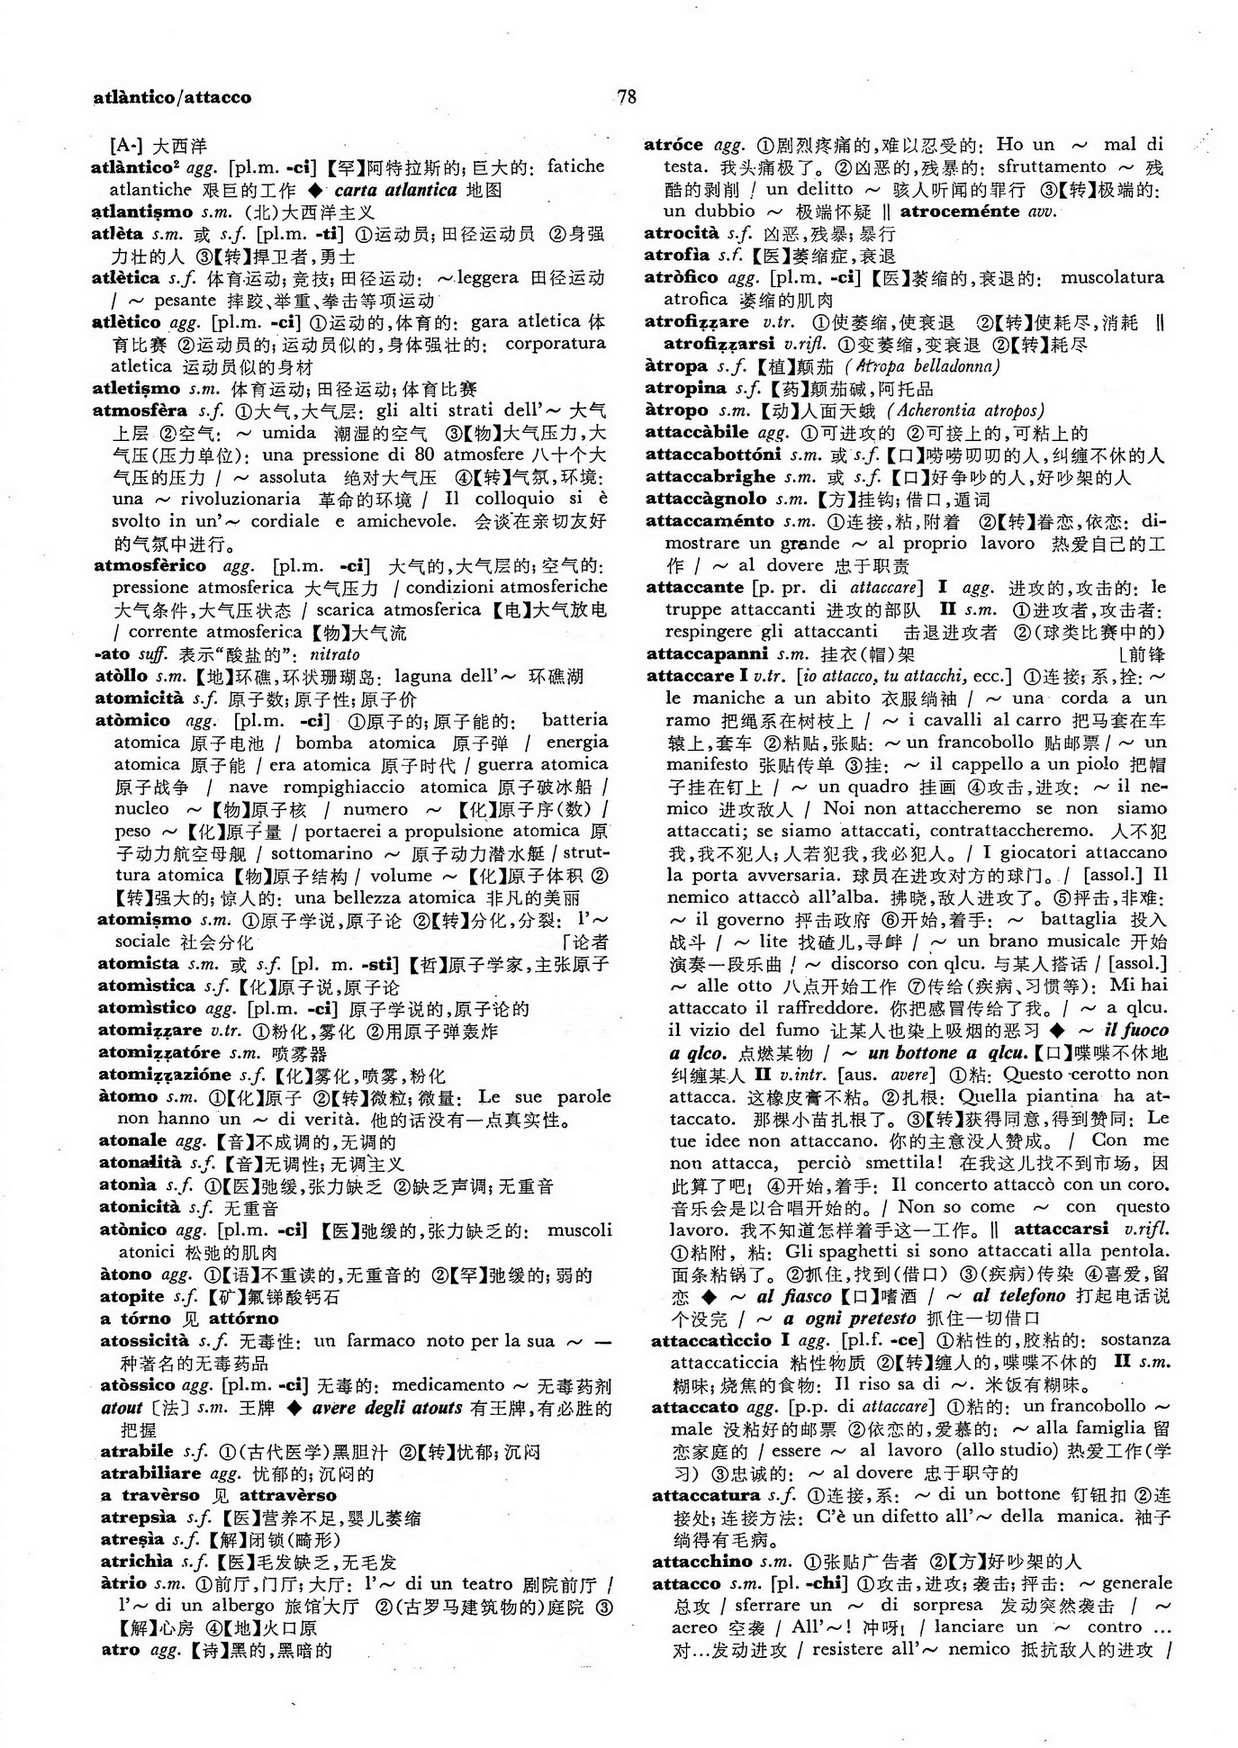 atlàntico/attacco
78
[A-] 大西洋
atlàntico² agg. [pl.m. -ci]【罕】阿特拉斯的; 巨大的: fatiche
atlantiche 艰巨的工作 ◆ carta atlantica 地图
atlantiṣmo s.m. (北)大西洋主义
atlèta s.m. 或 s.f. [pl.m. -ti] ①运动员; 田径运动员 ②身强
力壮的人 ③【转】捍卫者,勇士
atlètica s.f. 体育运动; 竞技; 田径运动: ～leggera 田径运动
/ ～ pesante 摔跤、举重、拳击等项运动
atlètico agg. [pl.m. -ci] ①运动的,体育的: gara atletica 体
育比赛 ②运动员的; 运动员似的,身体强壮的: corporatura
atletica 运动员似的身材
atletiṣmo s.m. 体育运动; 田径运动; 体育比赛
atmosfèra s.f. ①大气,大气层: gli alti strati dell'～ 大气
上层 ②空气: ～ umida 潮湿的空气 ③【物】大气压力,大
气压(压力单位): una pressione di 80 atmosfere 八十个大
气压的压力 / ～ assoluta 绝对大气压 ④【转】气氛,环境:
una ～ rivoluzionaria 革命的环境 / Il colloquio si è
svolto in un'～ cordiale e amichevole. 会谈在亲切友好
的气氛中进行。
atmosfèrico agg. [pl.m. -ci] 大气的,大气层的; 空气的:
pressione atmosferica 大气压力 / condizioni atmosferiche
大气条件,大气压状态 / scarica atmosferica【电】大气放电
/ corrente atmosferica【物】大气流
-ato suff. 表示“酸盐的”: nitrato
atòllo s.m.【地】环礁,环状珊瑚岛: laguna dell'～ 环礁湖
atomicità s.f. 原子数; 原子性; 原子价
atòmico agg. [pl.m. -ci] ①原子的; 原子能的: batteria
atomica 原子电池 / bomba atomica 原子弹 / energia
atomica 原子能 / era atomica 原子时代 / guerra atomica
原子战争 / nave rompighiaccio atomica 原子破冰船 /
nucleo ～【物】原子核 / numero ～【化】原子序(数) /
peso ～【化】原子量 / portaerei a propulsione atomica 原
子动力航空母舰 / sottomarino ～ 原子动力潜水艇 / strut-
tura atomica【物】原子结构 / volume ～【化】原子体积 ②
【转】强大的; 惊人的: una bellezza atomica 非凡的美丽
atomiṣmo s.m. ①原子学说,原子论 ②【转】分化,分裂: l'～
sociale 社会分化 「论者
atomista s.m. 或 s.f. [pl. m. -sti]【哲】原子学家,主张原子
atomìstica s.f.【化】原子说,原子论
atomìstico agg. [pl.m. -ci] 原子学说的,原子论的
atomiẓẓare v.tr. ①粉化,雾化 ②用原子弹轰炸
atomiẓẓatóre s.m. 喷雾器
atomiẓẓazióne s.f.【化】雾化,喷雾,粉化
àtomo s.m. ①【化】原子 ②【转】微粒; 微量: Le sue parole
non hanno un ～ di verità. 他的话没有一点真实性。
atonale agg.【音】不成调的,无调的
atonalità s.f.【音】无调性; 无调主义
atonìa s.f. ①【医】弛缓,张力缺乏 ②缺乏声调; 无重音
atonicità s.f. 无重音
atònico agg. [pl.m. -ci]【医】弛缓的,张力缺乏的: muscoli
atonici 松弛的肌肉
àtono agg. ①【语】不重读的,无重音的 ②【罕】弛缓的; 弱的
atopite s.f.【矿】氟锑酸钙石
a tórno 见 attórno
atossicità s.f. 无毒性: un farmaco noto per la sua ～ 一
种著名的无毒药品
atòssico agg. [pl.m. -ci] 无毒的: medicamento ～ 无毒药剂
atout〔法〕s.m. 王牌 ◆ avere degli atouts 有王牌,有必胜的
把握
atrabile s.f. ①(古代医学)黑胆汁 ②【转】忧郁; 沉闷
atrabiliare agg. 忧郁的; 沉闷的
a travèrso 见 attravèrso
atrepsìa s.f.【医】营养不足,婴儿萎缩
atreṣìa s.f.【解】闭锁(畸形)
atrichìa s.f.【医】毛发缺乏,无毛发
àtrio s.m. ①前厅,门厅; 大厅: l'～ di un teatro 剧院前厅 /
l'～ di un albergo 旅馆大厅 ②(古罗马建筑物的)庭院 ③
【解】心房 ④【地】火口原
atro agg.【诗】黑的,黑暗的
atróce agg. ①剧烈疼痛的,难以忍受的: Ho un ～ mal di
testa. 我头痛极了。②凶恶的,残暴的: sfruttamento ～ 残
酷的剥削 / un delitto ～ 骇人听闻的罪行 ③【转】极端的:
un dubbio ～ 极端怀疑 ‖ atroceménte avv.
atrocità s.f. 凶恶,残暴; 暴行
atrofìa s.f.【医】萎缩症,衰退
atròfico agg. [pl.m. -ci]【医】萎缩的,衰退的: muscolatura
atrofica 萎缩的肌肉
atrofiẓẓare v.tr. ①使萎缩,使衰退 ②【转】使耗尽,消耗 ‖
atrofiẓẓarsi v.rifl. ①变萎缩,变衰退 ②【转】耗尽
àtropa s.f.【植】颠茄 (Atropa belladonna)
atropina s.f.【药】颠茄碱,阿托品
àtropo s.m.【动】人面天蛾 (Acherontia atropos)
attaccàbile agg. ①可进攻的 ②可接上的,可粘上的
attaccabottóni s.m. 或 s.f.【口】唠唠叨叨的人,纠缠不休的人
attaccabrighe s.m. 或 s.f.【口】好争吵的人,好吵架的人
attaccàgnolo s.m.【方】挂钩; 借口,遁词
attaccaménto s.m. ①连接,粘,附着 ②【转】眷恋,依恋: di-
mostrare un grande ～ al proprio lavoro 热爱自己的工
作 / ～ al dovere 忠于职责
attaccante [p. pr. di attaccare] I agg. 进攻的,攻击的: le
truppe attaccanti 进攻的部队 II s.m. ①进攻者,攻击者:
respingere gli attaccanti 击退进攻者 ②(球类比赛中的)
attaccapanni s.m. 挂衣(帽)架 ⌊前锋
attaccare I v.tr. [io attacco, tu attacchi, ecc.] ①连接; 系,拴: ～
le maniche a un abito 衣服绱袖 / ～ una corda a un
ramo 把绳系在树枝上 / ～ i cavalli al carro 把马套在车
辕上,套车 ②粘贴,张贴: ～ un francobollo 贴邮票 / ～ un
manifesto 张贴传单 ③挂: ～ il cappello a un piolo 把帽
子挂在钉上 / ～ un quadro 挂画 ④攻击,进攻: ～ il ne-
mico 进攻敌人 / Noi non attaccheremo se non siamo
attaccati; se siamo attaccati, contrattaccheremo. 人不犯
我,我不犯人; 人若犯我,我必犯人。/ I giocatori attaccano
la porta avversaria. 球员在进攻对方的球门。/ [assol.] Il
nemico attaccò all'alba. 拂晓,敌人进攻了。⑤抨击,非难:
～ il governo 抨击政府 ⑥开始,着手: ～ battaglia 投入
战斗 / ～ lite 找碴儿,寻衅 / ～ un brano musicale 开始
演奏一段乐曲 / ～ discorso con qlcu. 与某人搭话 / [assol.]
～ alle otto 八点开始工作 ⑦传给(疾病、习惯等): Mi hai
attaccato il raffreddore. 你把感冒传给了我。/ ～ a qlcu.
il vizio del fumo 让某人也染上吸烟的恶习 ◆ ～ il fuoco
a qlco. 点燃某物 / ～ un bottone a qlcu.【口】喋喋不休地
纠缠某人 II v.intr. [aus. avere] ①粘: Questo cerotto non
attacca. 这橡皮膏不粘。②扎根: Quella piantina ha at-
taccato. 那棵小苗扎根了。③【转】获得同意,得到赞同: Le
tue idee non attaccano. 你的主意没人赞成。 / Con me
non attacca, perciò smettila! 在我这儿找不到市场, 因
此算了吧! ④开始,着手: Il concerto attaccò con un coro.
音乐会是以合唱开始的。/ Non so come ～ con questo
lavoro. 我不知道怎样着手这一工作。‖ attaccarsi v.rifl.
①粘附, 粘: Gli spaghetti si sono attaccati alla pentola.
面条粘锅了。②抓住,找到(借口) ③(疾病)传染 ④喜爱,留
恋 ◆ ～ al fiasco【口】嗜酒 / ～ al telefono 打起电话说
个没完 / ～ a ogni pretesto 抓住一切借口
attaccatìccio I agg. [pl.f. -ce] ①粘性的,胶粘的: sostanza
attaccaticcia 粘性物质 ②【转】缠人的,喋喋不休的 II s.m.
糊味; 烧焦的食物: Il riso sa di ～. 米饭有糊味。
attaccato agg. [p.p. di attaccare] ①粘的: un francobollo ～
male 没粘好的邮票 ②依恋的,爱慕的: ～ alla famiglia 留
恋家庭的 / essere ～ al lavoro (allo studio) 热爱工作(学
习) ③忠诚的: ～ al dovere 忠于职守的
attaccatura s.f. ①连接,系: ～ di un bottone 钉钮扣 ②连
接处; 连接方法: C'è un difetto all'～ della manica. 袖子
绱得有毛病。
attacchino s.m. ①张贴广告者 ②【方】好吵架的人
attacco s.m. [pl. -chi] ①攻击,进攻; 袭击; 抨击: ～ generale
总攻 / sferrare un ～ di sorpresa 发动突然袭击 / ～
aereo 空袭 / All'～! 冲呀! / lanciare un ～ contro ...
对...发动进攻 / resistere all'～ nemico 抵抗敌人的进攻 /